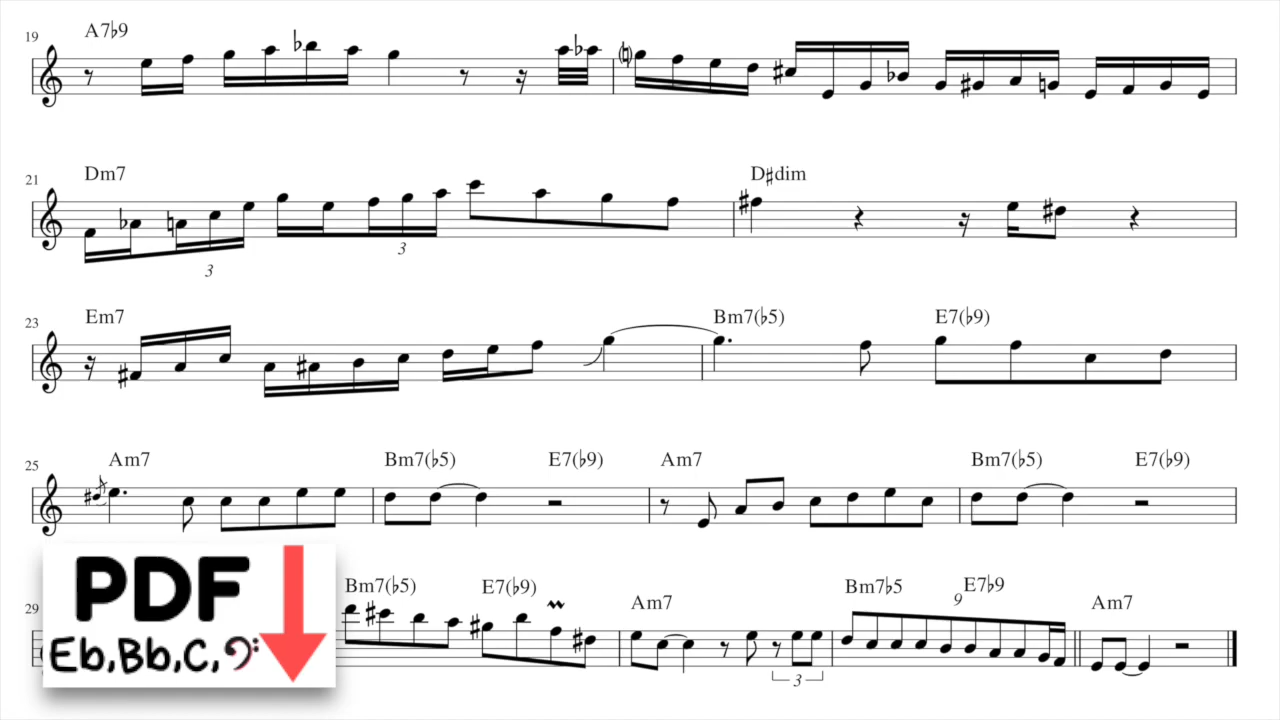 19 A7♭9
21 Dm7 D♯dim
3 3
23 Em7 Bm7(♭5) E7(♭9)
25 Am7 Bm7(♭5) E7(♭9) Am7 Bm7(♭5) E7(♭9)
29 Bm7(♭5) E7(♭9) Am7 Bm7♭5 E7♭9 Am7
9
3
PDF
Eb,Bb,C,𝄢